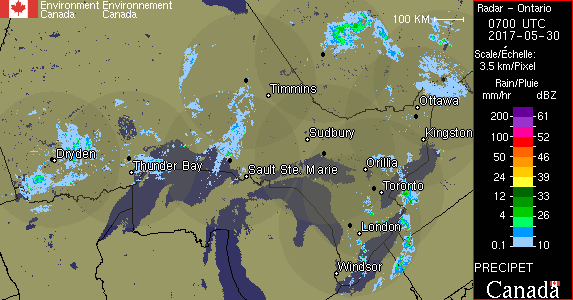 Environment Environnement
Canada Canada
100 KM
Timmins
Ottawa
Sudbury
Kingston
Dryden
Thunder Bay
Sault Ste. Marie
Orillia
Toronto
London
Windsor
Radar - Ontario
0700 UTC
2017-05-30
Scale/Échelle:
3.5 km/Pixel
Rain/Pluie
mm/hr dBZ
200 61
100 52
50 46
24 39
12 33
4 26
0.1 10
PRECIPET
Canada